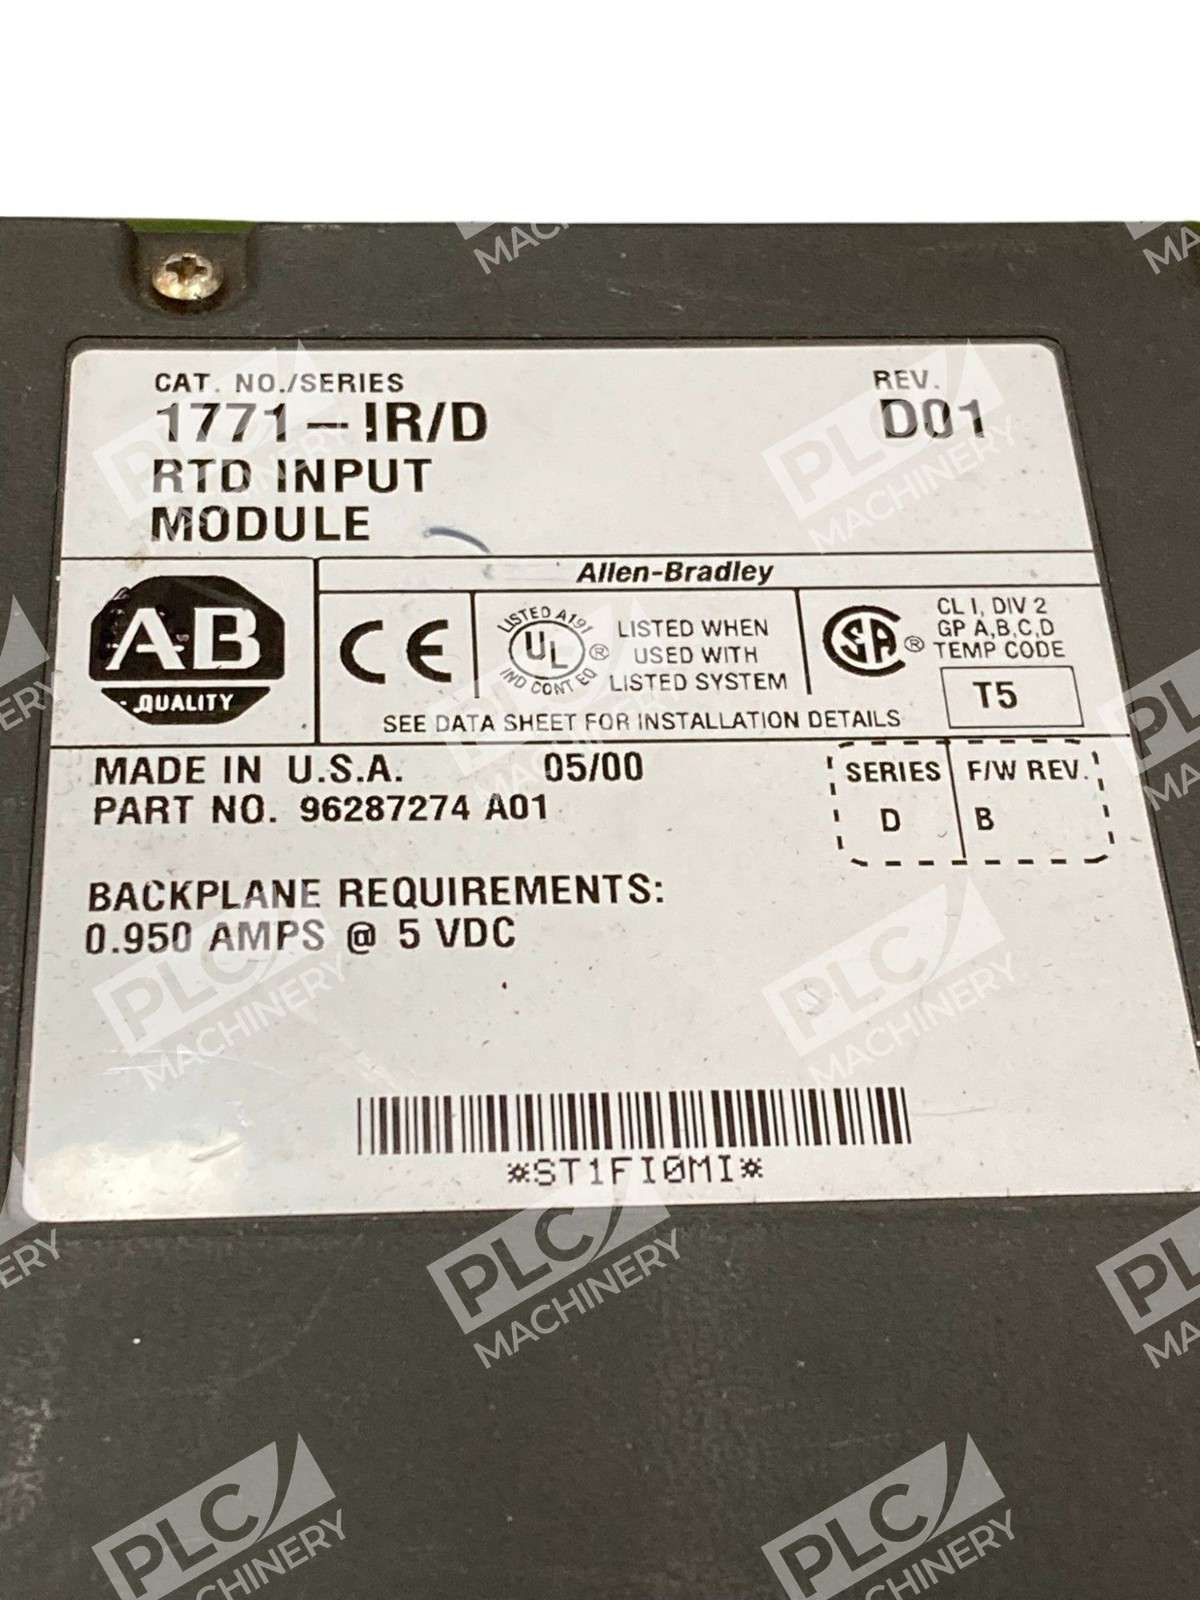 CAT. NO./SERIES
1771-IR/D
RTD INPUT
MODULE
REV.
D01
Allen-Bradley
A-B
QUALITY
CE
LISTED A191
UL ®
IND CONT EQ
LISTED WHEN
USED WITH
LISTED SYSTEM
SA ®
CL I, DIV 2
GP A,B,C,D
TEMP CODE
T5
SEE DATA SHEET FOR INSTALLATION DETAILS
MADE IN U.S.A. 05/00
PART NO. 96287274 A01
SERIES F/W REV.
D B
BACKPLANE REQUIREMENTS:
0.950 AMPS @ 5 VDC
*ST1FI0MI*
PLC
MACHINERY